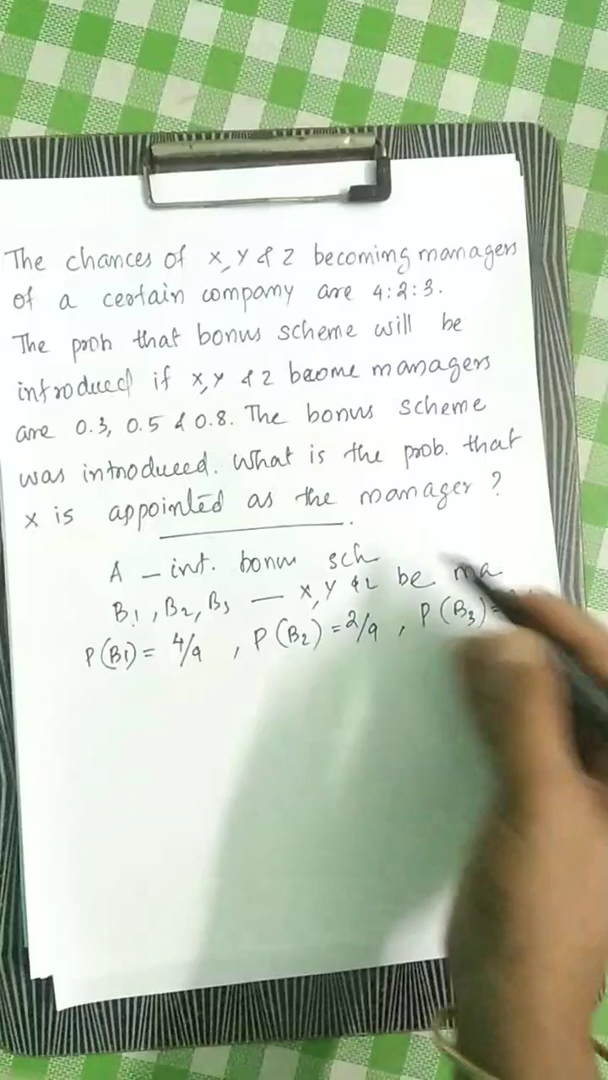 The chances of X, Y & Z becoming managers
of a certain company are 4:2:3.
The prob that bonus scheme will be
introduced if X, Y & Z become managers
are 0.3, 0.5 & 0.8. The bonus scheme
was introduced. What is the prob. that
X is appointed as the manager?
A – int. bonus sch
B1, B2, B3 — X, Y & Z be ma
P(B1) = 4/9, P(B2) = 2/9, P(B3) =